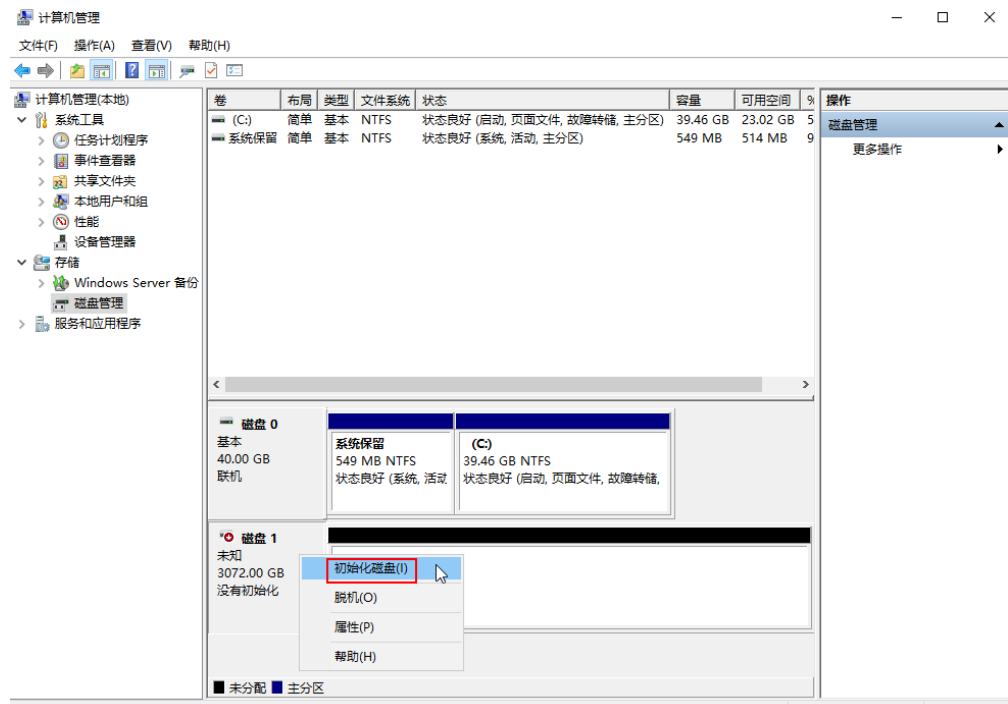 计算机管理
文件(F) 操作(A) 查看(V) 帮助(H)
计算机管理(本地)
系统工具
任务计划程序
事件查看器
共享文件夹
本地用户和组
性能
设备管理器
存储
Windows Server 备份
磁盘管理
服务和应用程序
卷 布局 类型 文件系统 状态 容量 可用空间 %
(C:) 简单 基本 NTFS 状态良好 (启动, 页面文件, 故障转储, 主分区) 39.46 GB 23.02 GB 5
系统保留 简单 基本 NTFS 状态良好 (系统, 活动, 主分区) 549 MB 514 MB 9
磁盘 0
基本
40.00 GB
联机
系统保留
549 MB NTFS
状态良好 (系统, 活动
(C:)
39.46 GB NTFS
状态良好 (启动, 页面文件, 故障转储,
磁盘 1
未知
3072.00 GB
没有初始化
初始化磁盘(I)
脱机(O)
属性(P)
帮助(H)
未分配 主分区
操作
磁盘管理
更多操作